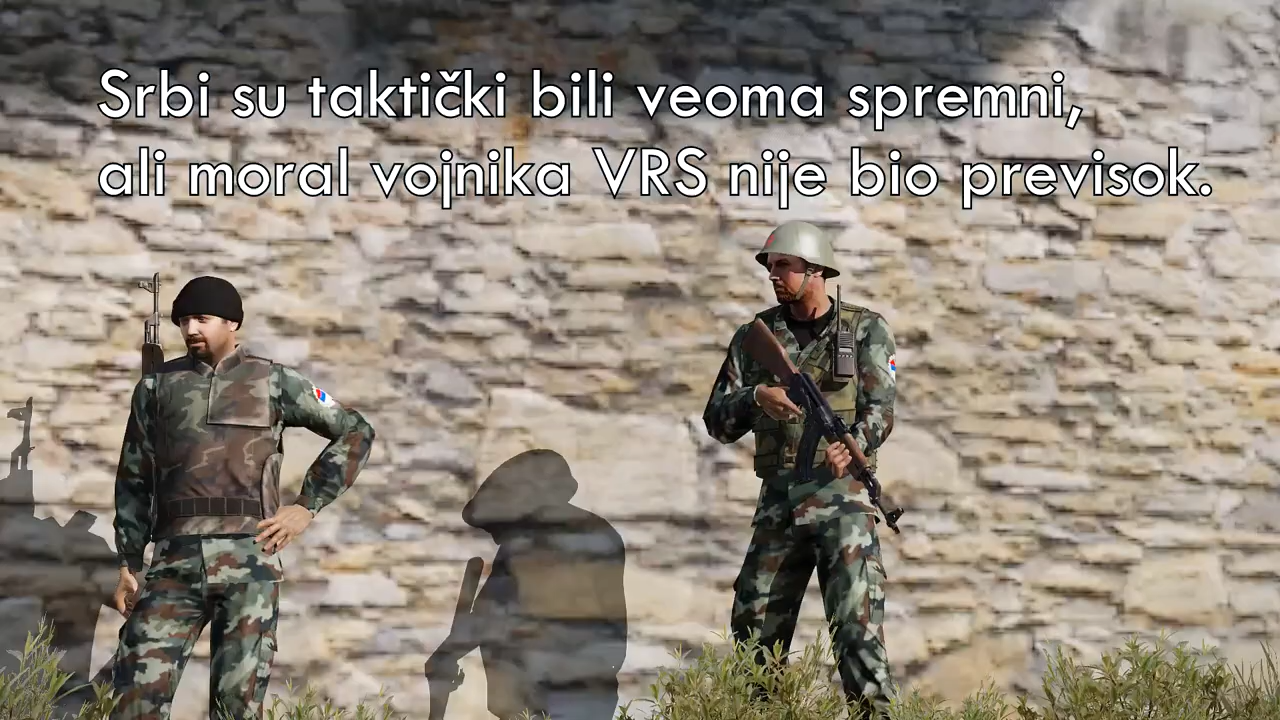 Srbi su taktički bili veoma spremni,
ali moral vojnika VRS nije bio previsok.